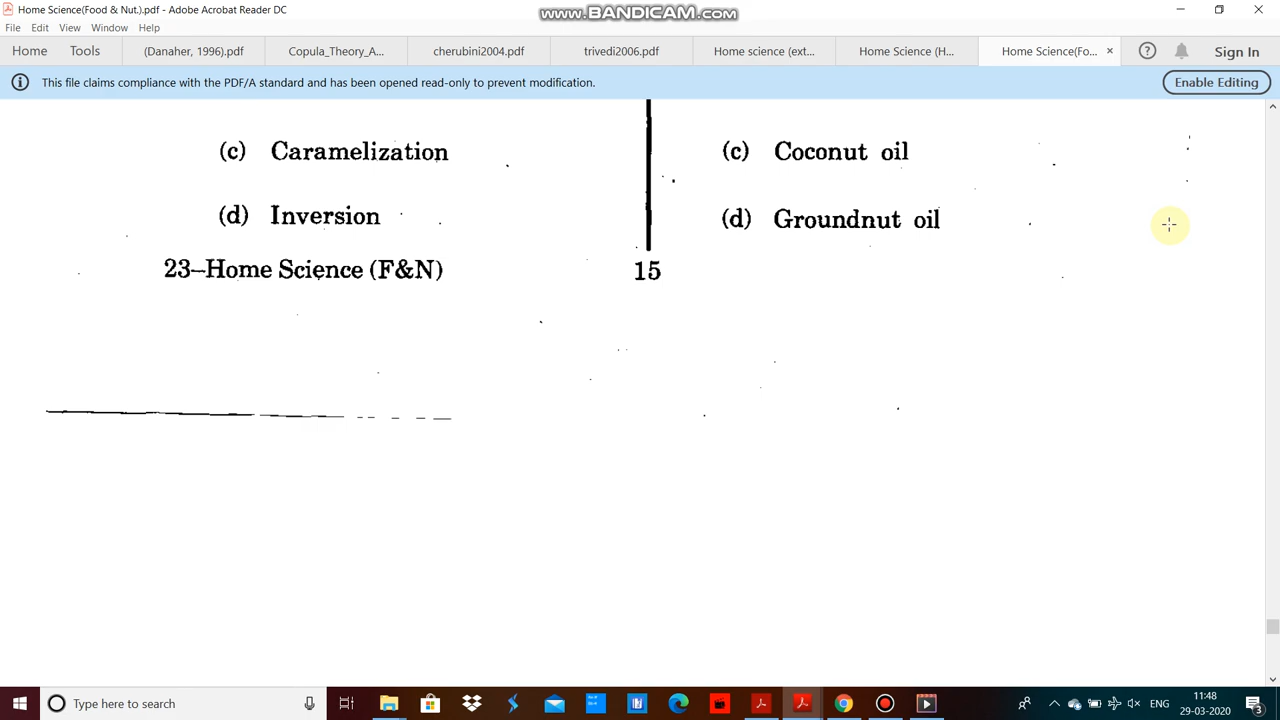 Home Science(Food & Nut.).pdf - Adobe Acrobat Reader DC
WWW.BANDICAM.COM
File Edit View Window Help
Home Tools (Danaher, 1996).pdf Copula_Theory_A... cherubini2004.pdf trivedi2006.pdf Home science (ext... Home Science (H... Home Science(Fo... Sign In
This file claims compliance with the PDF/A standard and has been opened read-only to prevent modification. Enable Editing
(c) Caramelization
(d) Inversion
23–Home Science (F&N)
(c) Coconut oil
(d) Groundnut oil
15
Type here to search
ENG
11:48
29-03-2020
3